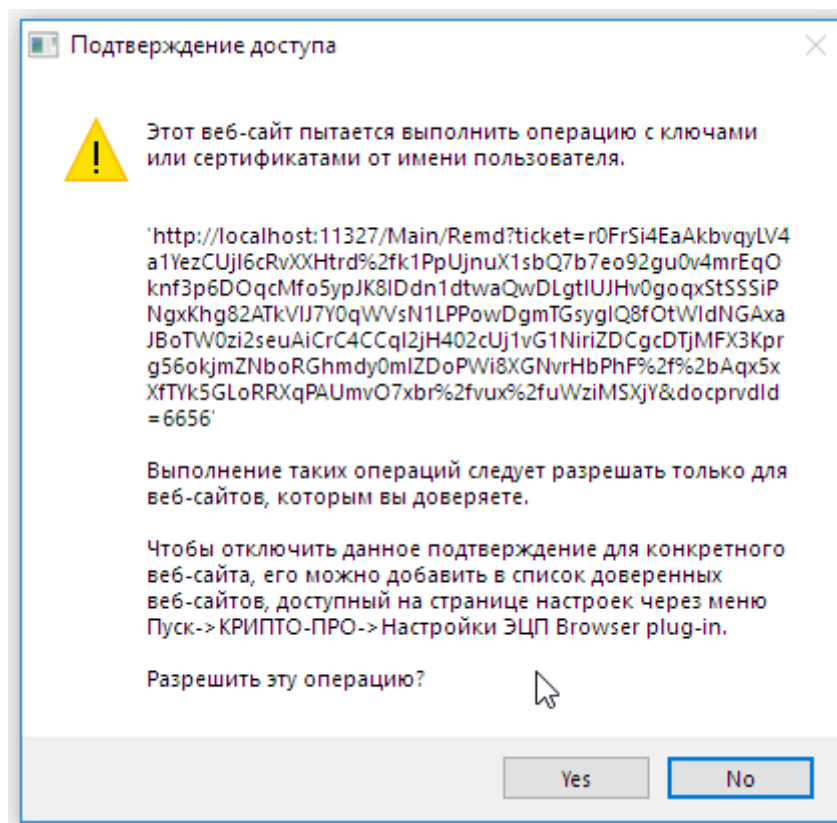 Подтверждение доступа
Этот веб-сайт пытается выполнить операцию с ключами
или сертификатами от имени пользователя.
'http://localhost:11327/Main/Remd?ticket=r0FrSi4EaAkbvqyLV4
a1YezCUjI6cRvXXHtrd%2fk1PpUjnuX1sbQ7b7eo92gu0v4mrEqO
knf3p6DOqcMfo5ypJK8IDdn1dtwaQwDLgtIUJHv0goqxStSSSiP
NgxKhg82ATkVIJ7Y0qWVsN1LPPowDgmTGsygIQ8fOtWIdNGAxa
JBoTW0zi2seuAiCrC4CCqI2jH402cUj1vG1NiriZDCgcDTjMFX3Kpr
g56okjmZNboRGhmdy0mIZDoPWi8XGNvrHbPhF%2f%2bAqx5x
XfTYk5GLoRRXqPAUmvO7xbr%2fvux%2fuWziMSXjY&docprvdId
=6656'
Выполнение таких операций следует разрешать только для
веб-сайтов, которым вы доверяете.
Чтобы отключить данное подтверждение для конкретного
веб-сайта, его можно добавить в список доверенных
веб-сайтов, доступный на странице настроек через меню
Пуск->КРИПТО-ПРО->Настройки ЭЦП Browser plug-in.
Разрешить эту операцию?
Yes
No